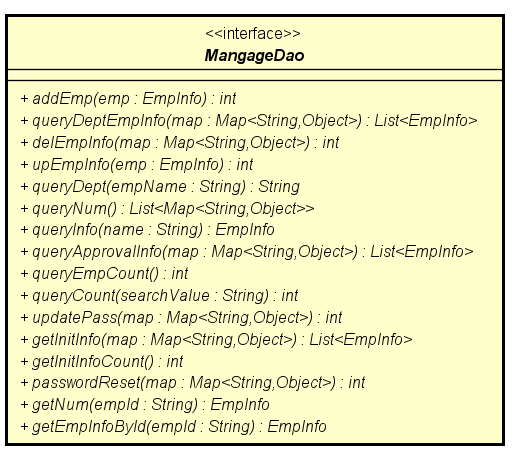 <<interface>>
MangageDao
+ addEmp(emp : EmpInfo) : int
+ queryDeptEmpInfo(map : Map<String,Object>) : List<EmpInfo>
+ delEmpInfo(map : Map<String,Object>) : int
+ upEmpInfo(emp : EmpInfo) : int
+ queryDept(empName : String) : String
+ queryNum() : List<Map<String,Object>>
+ queryInfo(name : String) : EmpInfo
+ queryApprovalInfo(map : Map<String,Object>) : List<EmpInfo>
+ queryEmpCount() : int
+ queryCount(searchValue : String) : int
+ updatePass(map : Map<String,Object>) : int
+ getInitInfo(map : Map<String,Object>) : List<EmpInfo>
+ getInitInfoCount() : int
+ passwordReset(map : Map<String,Object>) : int
+ getNum(empId : String) : EmpInfo
+ getEmpInfoById(empId : String) : EmpInfo